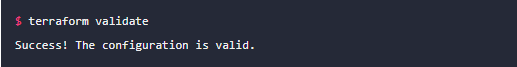 $ terraform validate
Success! The configuration is valid.